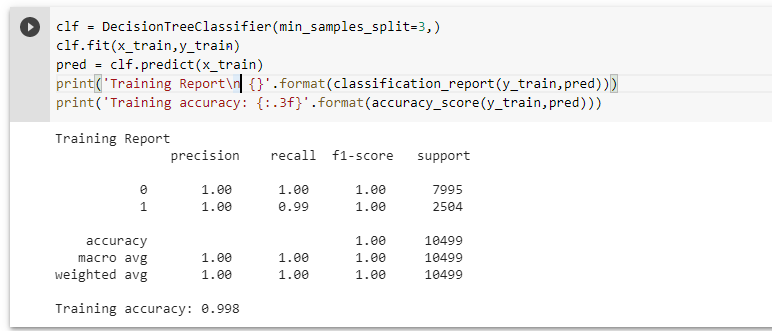 clf = DecisionTreeClassifier(min_samples_split=3,)
clf.fit(x_train,y_train)
pred = clf.predict(x_train)
print('Training Report\n {}'.format(classification_report(y_train,pred)))
print('Training accuracy: {:.3f}'.format(accuracy_score(y_train,pred)))
Training Report
precision recall f1-score support
0 1.00 1.00 1.00 7995
1 1.00 0.99 1.00 2504
accuracy 1.00 10499
macro avg 1.00 1.00 1.00 10499
weighted avg 1.00 1.00 1.00 10499
Training accuracy: 0.998